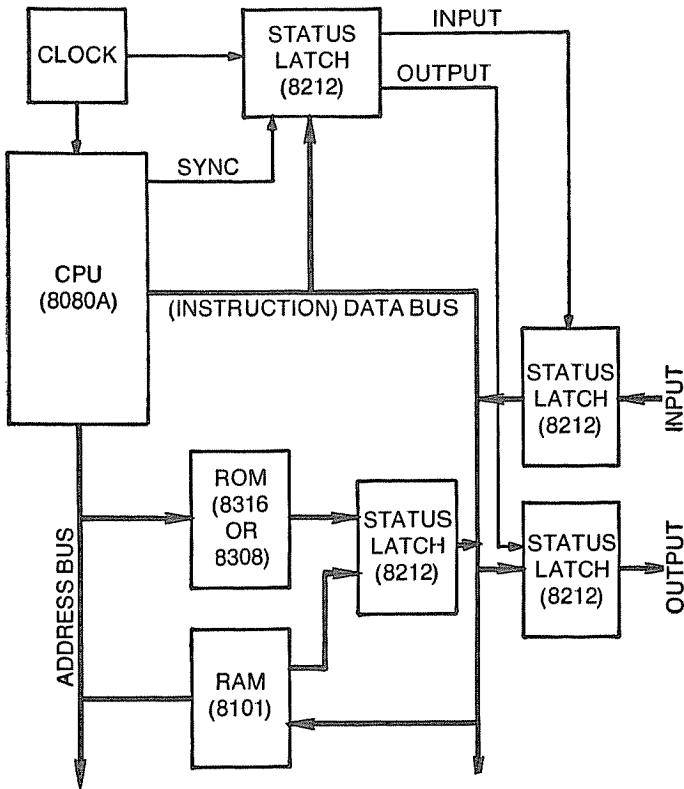 CLOCK
STATUS
LATCH
(8212)
INPUT
OUTPUT
SYNC
CPU
(8080A)
(INSTRUCTION) DATA BUS
STATUS
LATCH
(8212)
INPUT
ROM
(8316
OR
8308)
STATUS
LATCH
(8212)
STATUS
LATCH
(8212)
OUTPUT
ADDRESS BUS
RAM
(8101)